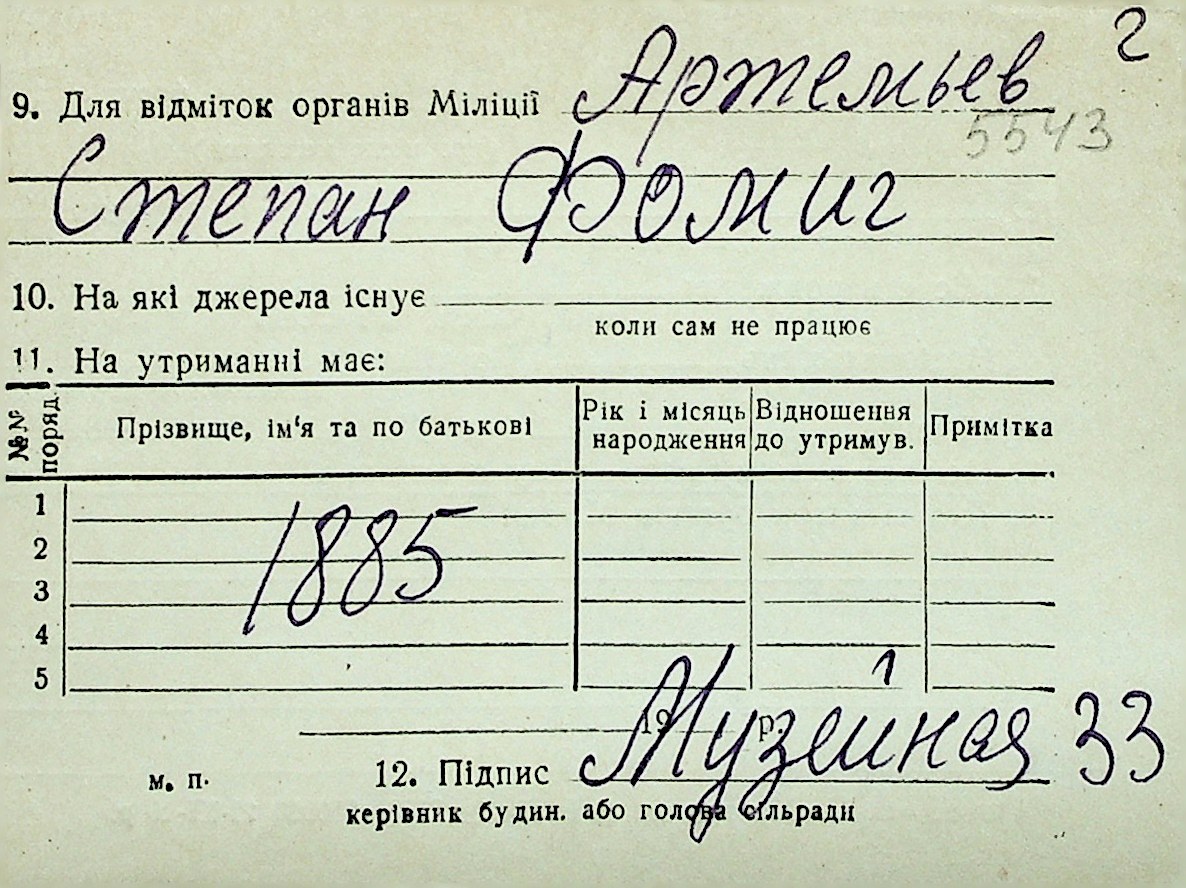 г
9. Для відміток органів Міліції Артемьев
5543
Степан Фомиг
10. На які джерела існує
коли сам не працює
11. На утриманні має:
№№ поряд. Прізвище, ім‘я та по батькові Рік і місяць народження Відношення до утримув. Примітка
1
2
3
4
5
1885
19 р.
м. п. 12. Підпис Музейная 33
керівник будин. або голова сільради